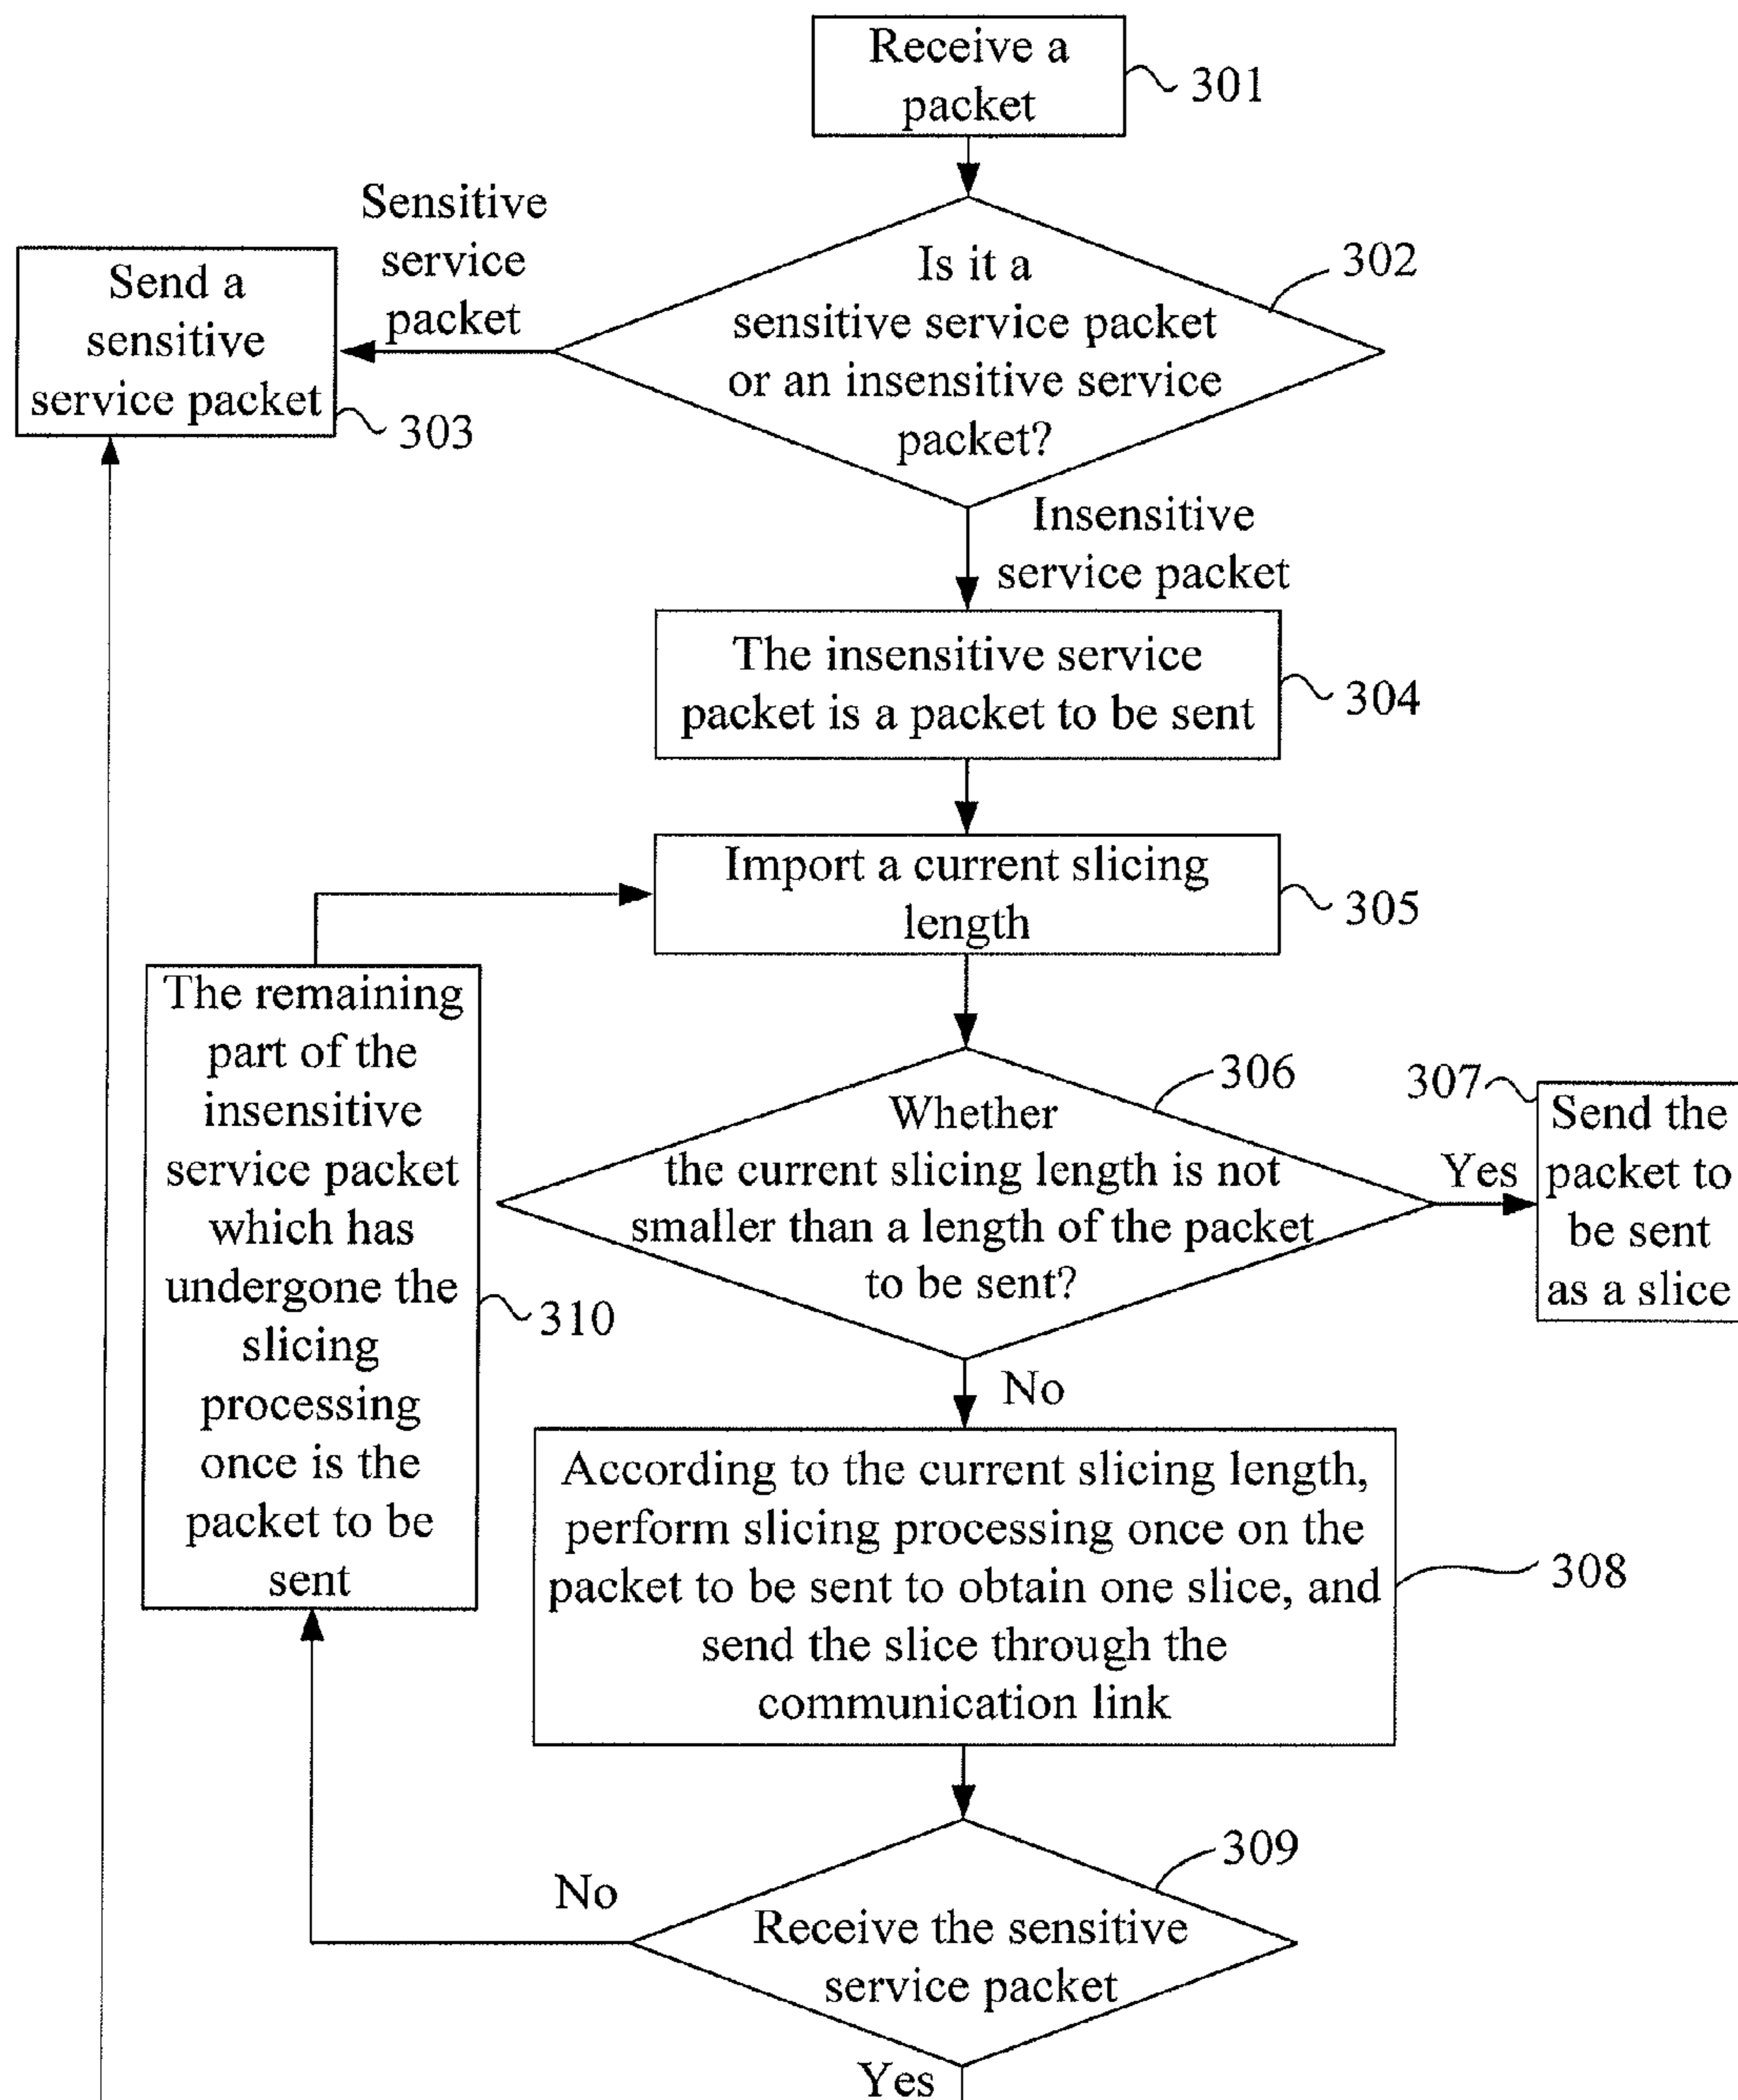 Receive a
packet
301
Sensitive
service
packet
Send a
sensitive
service packet
303
Is it a
sensitive service packet
or an insensitive service
packet?
302
Insensitive
service packet
The insensitive service
packet is a packet to be sent
304
Import a current slicing
length
305
The remaining
part of the
insensitive
service packet
which has
undergone the
slicing
processing
once is the
packet to be
sent
310
Whether
the current slicing length is not
smaller than a length of the packet
to be sent?
306
Yes
307
Send the
packet to
be sent
as a slice
No
According to the current slicing length,
perform slicing processing once on the
packet to be sent to obtain one slice, and
send the slice through the
communication link
308
No
Receive the sensitive
service packet
309
Yes